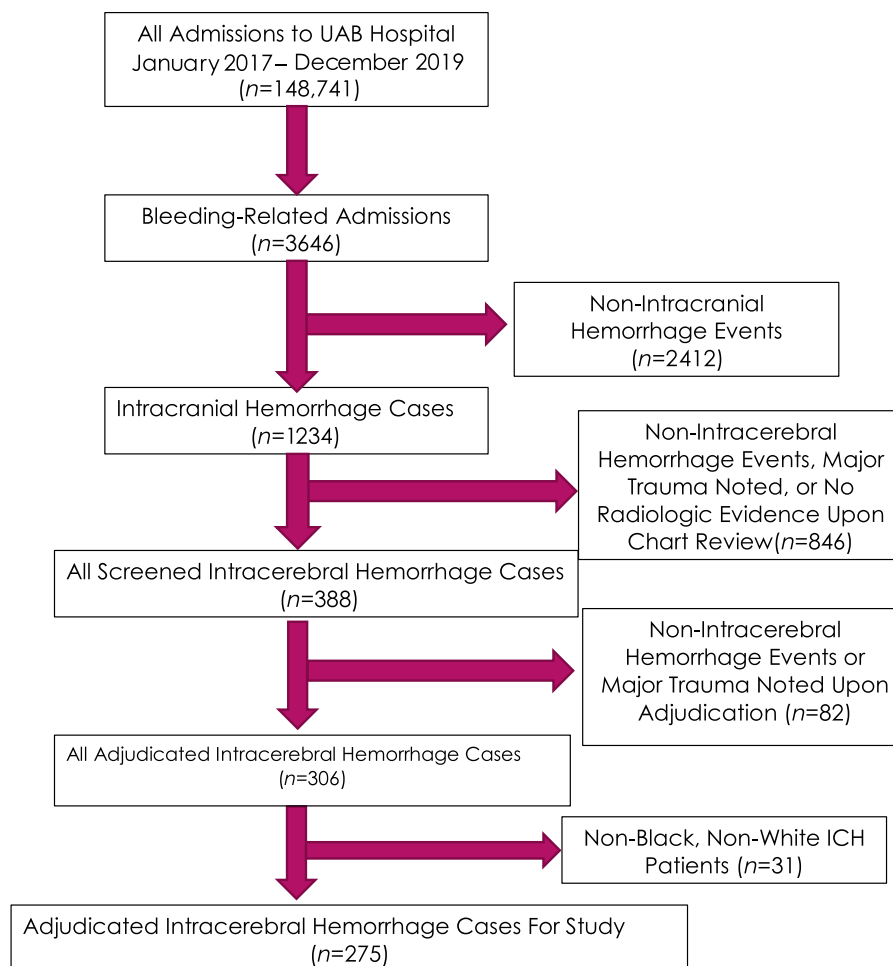 All Admissions to UAB Hospital
January 2017– December 2019
(n=148,741)
Bleeding-Related Admissions
(n=3646)
Non-Intracranial
Hemorrhage Events
(n=2412)
Intracranial Hemorrhage Cases
(n=1234)
Non-Intracerebral
Hemorrhage Events, Major
Trauma Noted, or No
Radiologic Evidence Upon
Chart Review(n=846)
All Screened Intracerebral Hemorrhage Cases
(n=388)
Non-Intracerebral
Hemorrhage Events or
Major Trauma Noted Upon
Adjudication (n=82)
All Adjudicated Intracerebral Hemorrhage Cases
(n=306)
Non-Black, Non-White ICH
Patients (n=31)
Adjudicated Intracerebral Hemorrhage Cases For Study
(n=275)